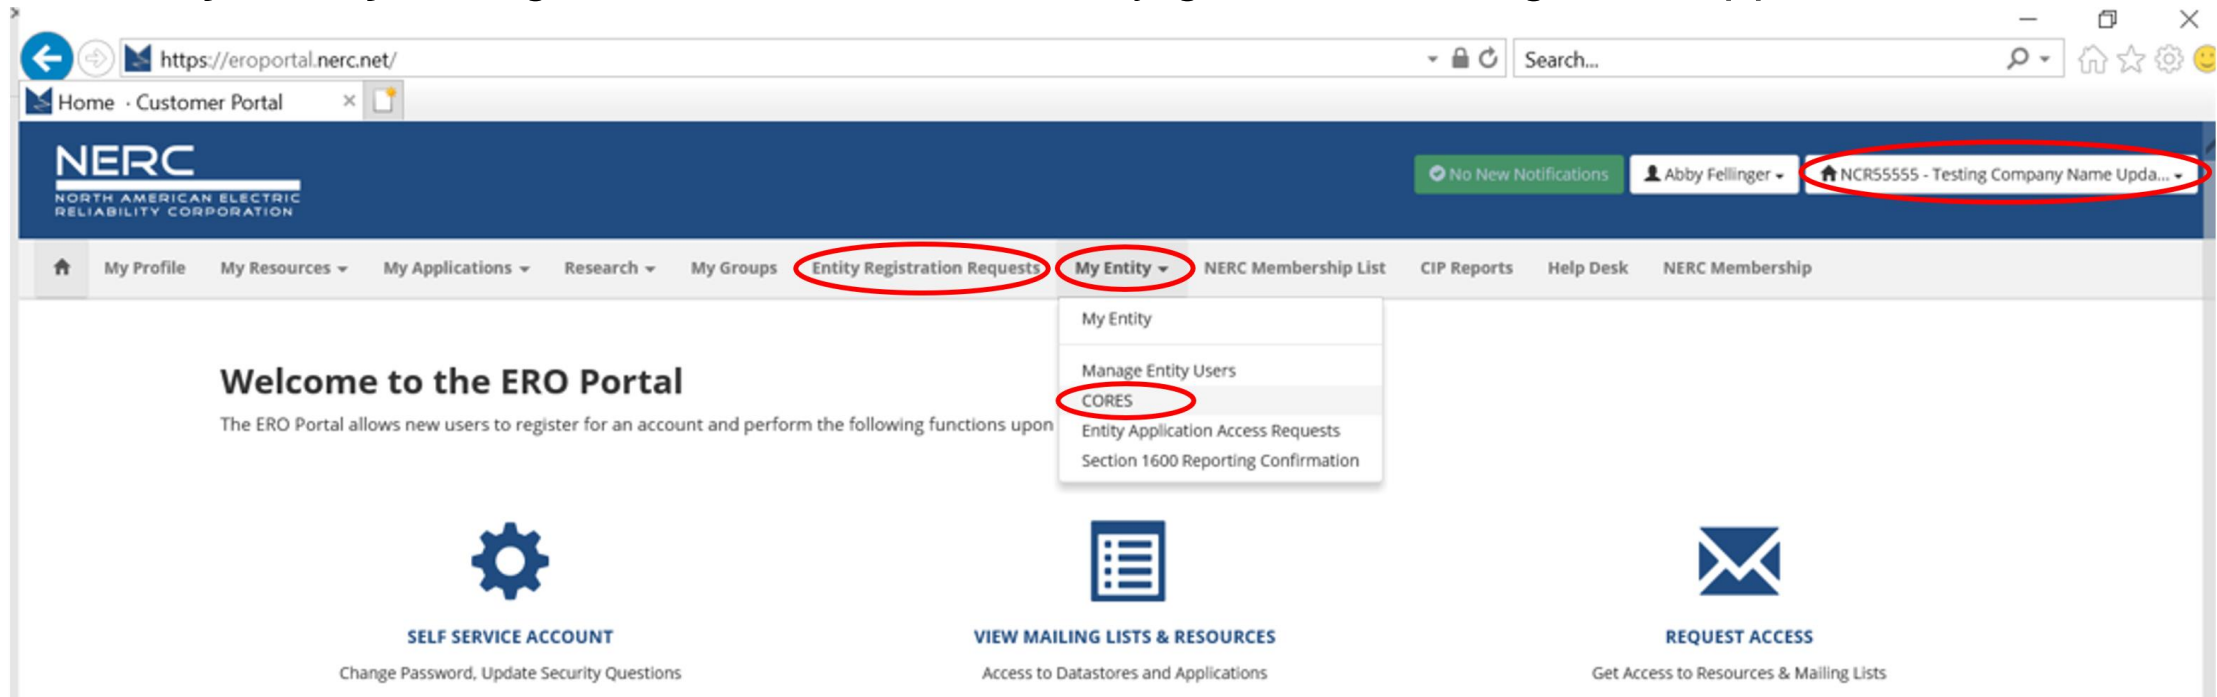 https://eroportal.nerc.net/
Search...
Home · Customer Portal
NERC
NORTH AMERICAN ELECTRIC
RELIABILITY CORPORATION
No New Notifications
Abby Fellinger
NCR55555 - Testing Company Name Upda...
My Profile My Resources My Applications Research My Groups Entity Registration Requests My Entity NERC Membership List CIP Reports Help Desk NERC Membership
My Entity
Manage Entity Users
CORES
Entity Application Access Requests
Section 1600 Reporting Confirmation
Welcome to the ERO Portal
The ERO Portal allows new users to register for an account and perform the following functions upon
SELF SERVICE ACCOUNT
Change Password, Update Security Questions
VIEW MAILING LISTS & RESOURCES
Access to Datastores and Applications
REQUEST ACCESS
Get Access to Resources & Mailing Lists